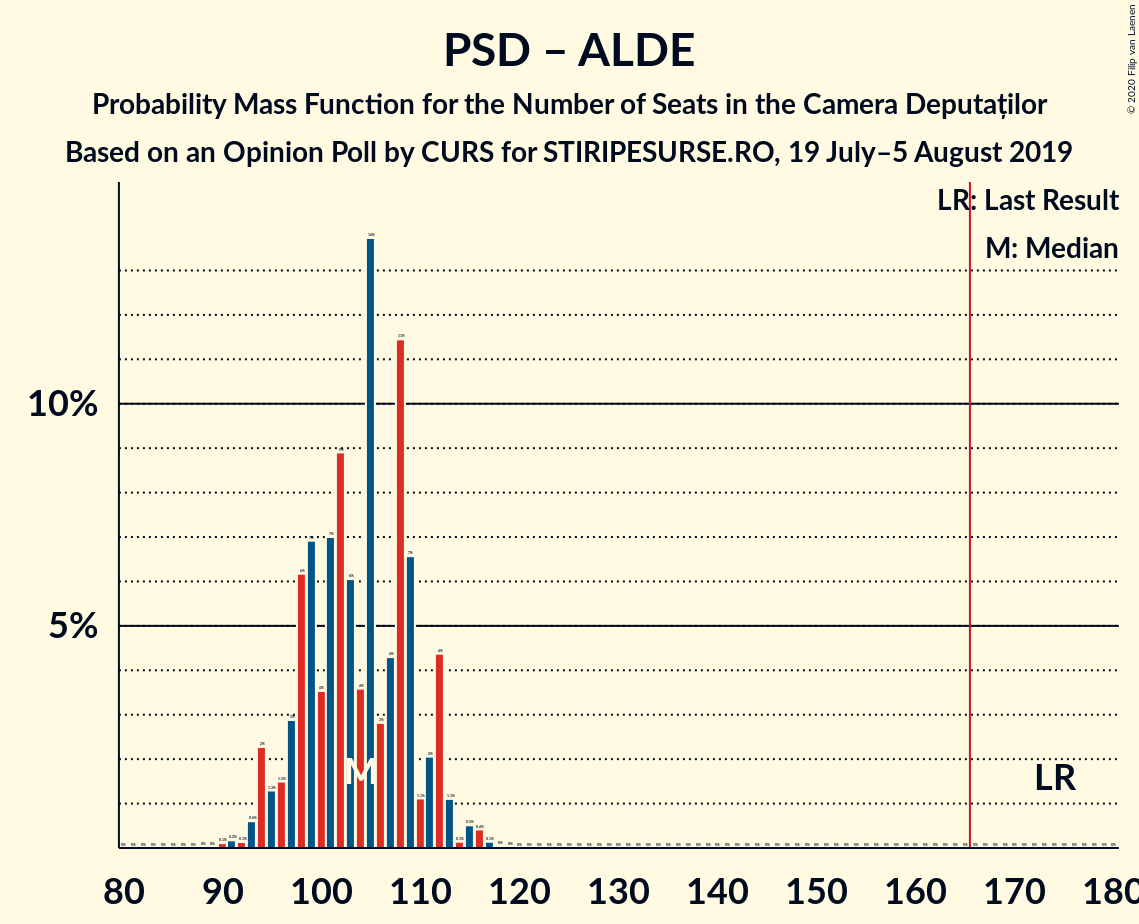 PSD – ALDE
Probability Mass Function for the Number of Seats in the Camera Deputaților
Based on an Opinion Poll by CURS for STIRIPESURSE.RO, 19 July–5 August 2019
© 2020 Filip van Laenen
LR: Last Result
M: Median
10%
5%
M
LR
80 90 100 110 120 130 140 150 160 170 180